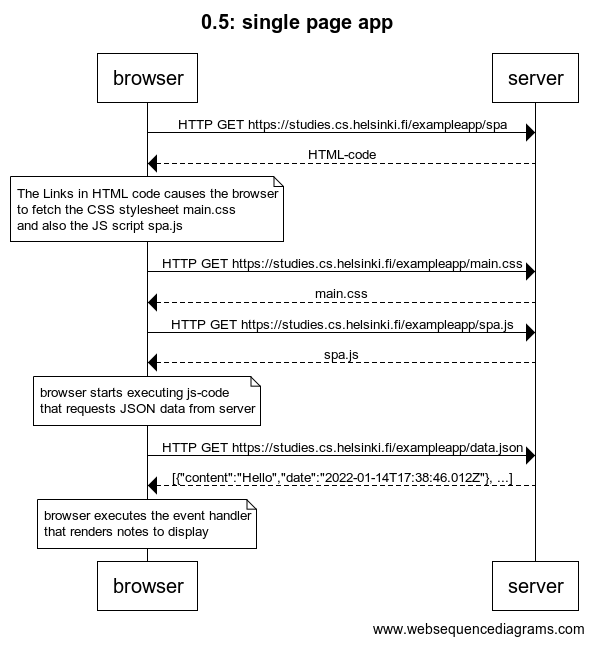 0.5: single page app
browser
server
HTTP GET https://studies.cs.helsinki.fi/exampleapp/spa
HTML-code
The Links in HTML code causes the browser
to fetch the CSS stylesheet main.css
and also the JS script spa.js
HTTP GET https://studies.cs.helsinki.fi/exampleapp/main.css
main.css
HTTP GET https://studies.cs.helsinki.fi/exampleapp/spa.js
spa.js
browser starts executing js-code
that requests JSON data from server
HTTP GET https://studies.cs.helsinki.fi/exampleapp/data.json
[{"content":"Hello","date":"2022-01-14T17:38:46.012Z"}, ...]
browser executes the event handler
that renders notes to display
browser
server
www.websequencediagrams.com